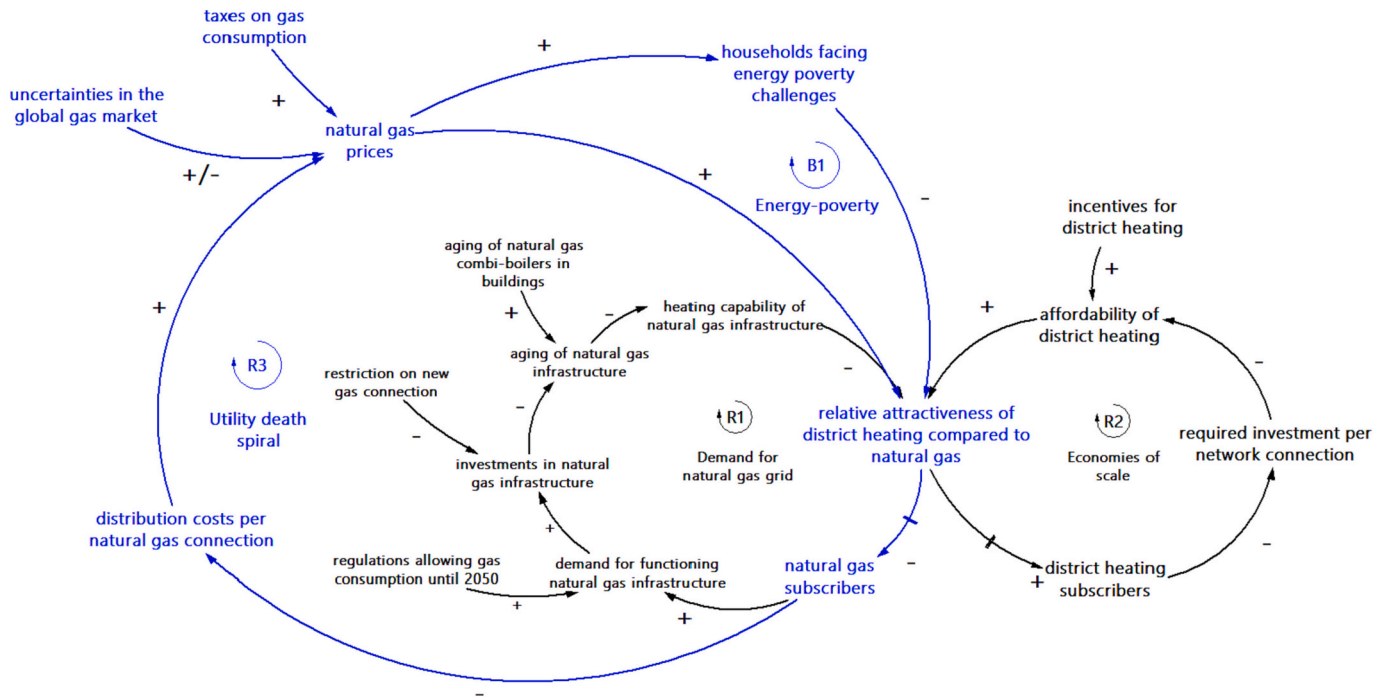 taxes on gas
consumption
+
+
households facing
energy poverty
challenges
uncertainties in the
global gas market
+/-
natural gas
prices
+
B1
Energy-poverty
-
incentives for
district heating
+
aging of natural gas
combi-boilers in
buildings
+
-
heating capability of
natural gas infrastructure
+
affordability of
district heating
+
R3
Utility death
spiral
restriction on new
gas connection
-
aging of natural gas
infrastructure
-
-
-
R1
Demand for
natural gas grid
relative attractiveness of
district heating compared to
natural gas
R2
Economies of
scale
required investment per
network connection
investments in natural
gas infrastructure
+
distribution costs per
natural gas connection
regulations allowing gas
consumption until 2050
+
demand for functioning
natural gas infrastructure
+
natural gas
subscribers
-
+
district heating
subscribers
-
-